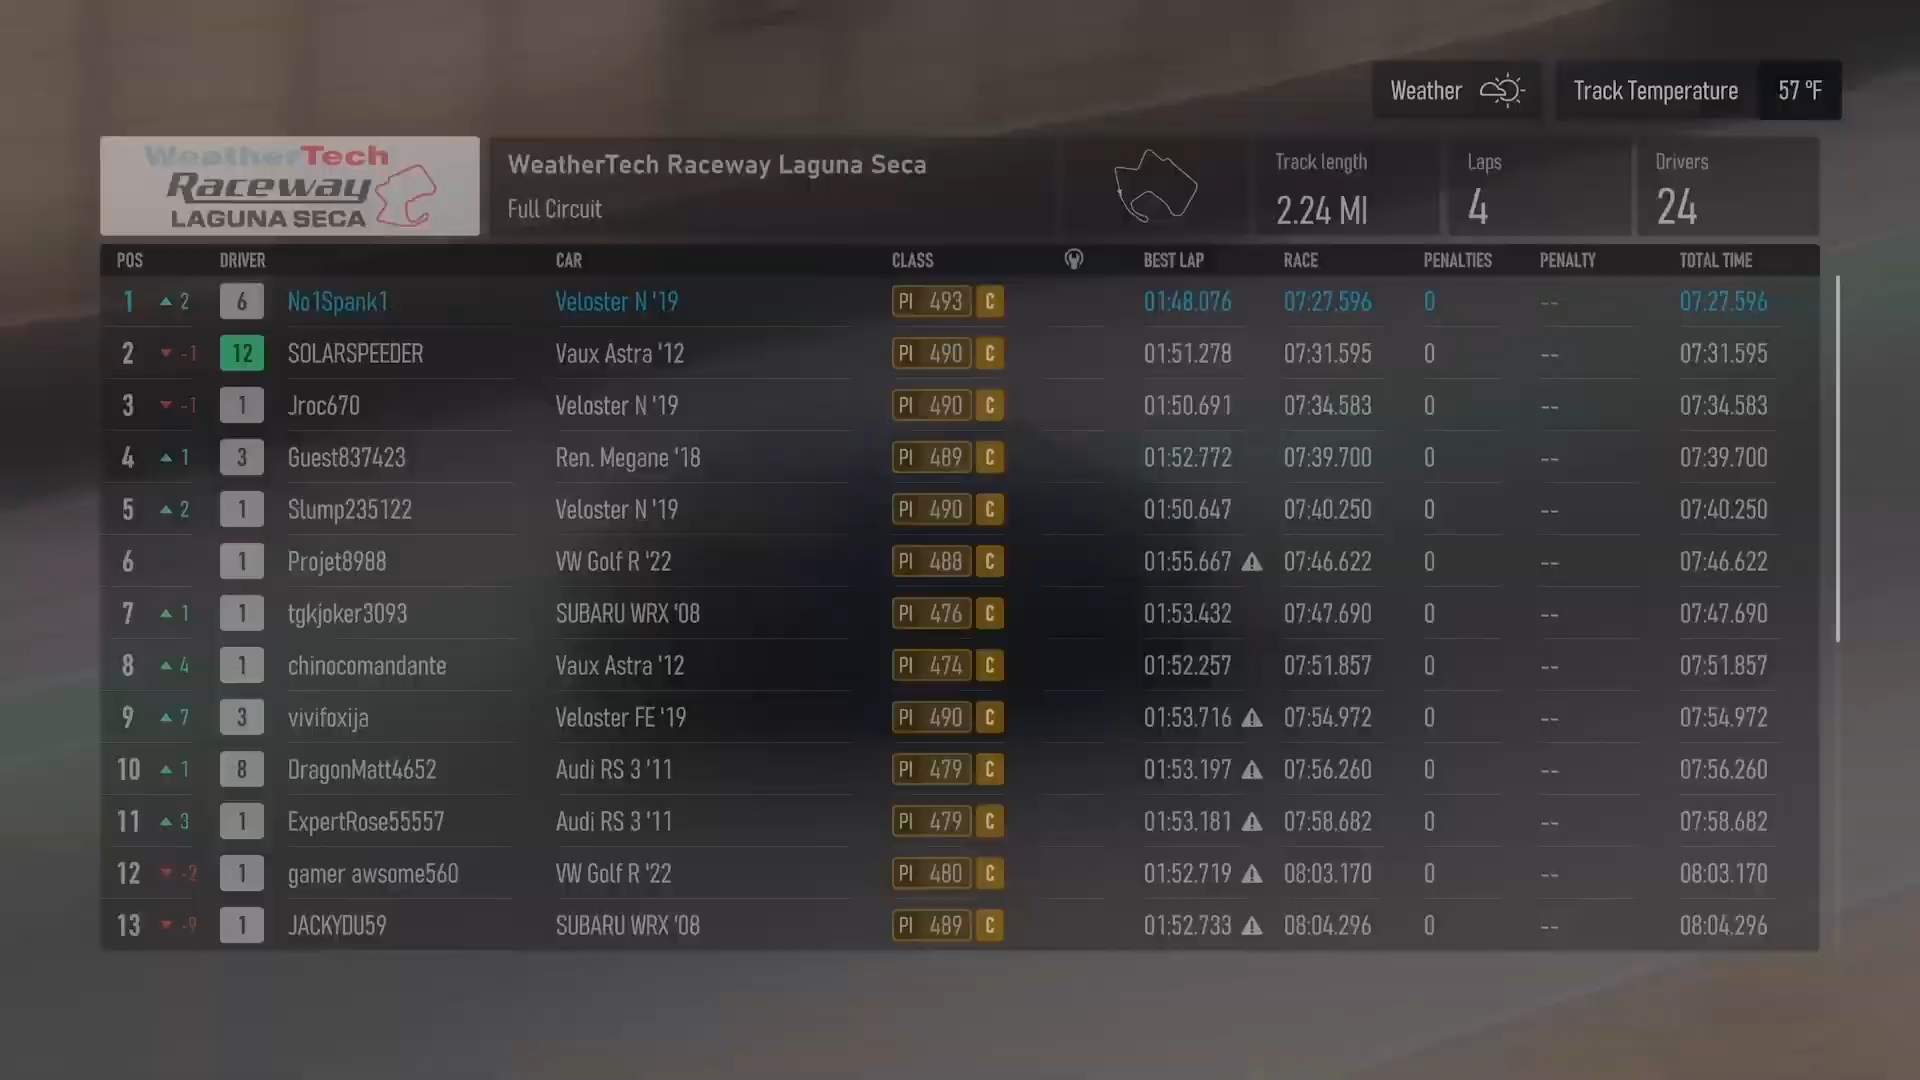 Weather Track Temperature 57 °F
WeatherTech Raceway LAGUNA SECA
WeatherTech Raceway Laguna Seca
Full Circuit
Track length 2.24 MI
Laps 4
Drivers 24
POS DRIVER CAR CLASS BEST LAP RACE PENALTIES PENALTY TOTAL TIME
1 2 6 No1Spank1 Veloster N '19 PI 493 C 01:48.076 07:27.596 0 -- 07:27.596
2 -1 12 SOLARSPEEDER Vaux Astra '12 PI 490 C 01:51.278 07:31.595 0 -- 07:31.595
3 -1 1 Jroc670 Veloster N '19 PI 490 C 01:50.691 07:34.583 0 -- 07:34.583
4 1 3 Guest837423 Ren. Megane '18 PI 489 C 01:52.772 07:39.700 0 -- 07:39.700
5 2 1 Slump235122 Veloster N '19 PI 490 C 01:50.647 07:40.250 0 -- 07:40.250
6 1 Projet8988 VW Golf R '22 PI 488 C 01:55.667 07:46.622 0 -- 07:46.622
7 1 1 tgkjoker3093 SUBARU WRX '08 PI 476 C 01:53.432 07:47.690 0 -- 07:47.690
8 4 1 chinocomandante Vaux Astra '12 PI 474 C 01:52.257 07:51.857 0 -- 07:51.857
9 7 3 vivifoxija Veloster FE '19 PI 490 C 01:53.716 07:54.972 0 -- 07:54.972
10 1 8 DragonMatt4652 Audi RS 3 '11 PI 479 C 01:53.197 07:56.260 0 -- 07:56.260
11 3 1 ExpertRose55557 Audi RS 3 '11 PI 479 C 01:53.181 07:58.682 0 -- 07:58.682
12 -2 1 gamer awsome560 VW Golf R '22 PI 480 C 01:52.719 08:03.170 0 -- 08:03.170
13 -9 1 JACKYDU59 SUBARU WRX '08 PI 489 C 01:52.733 08:04.296 0 -- 08:04.296